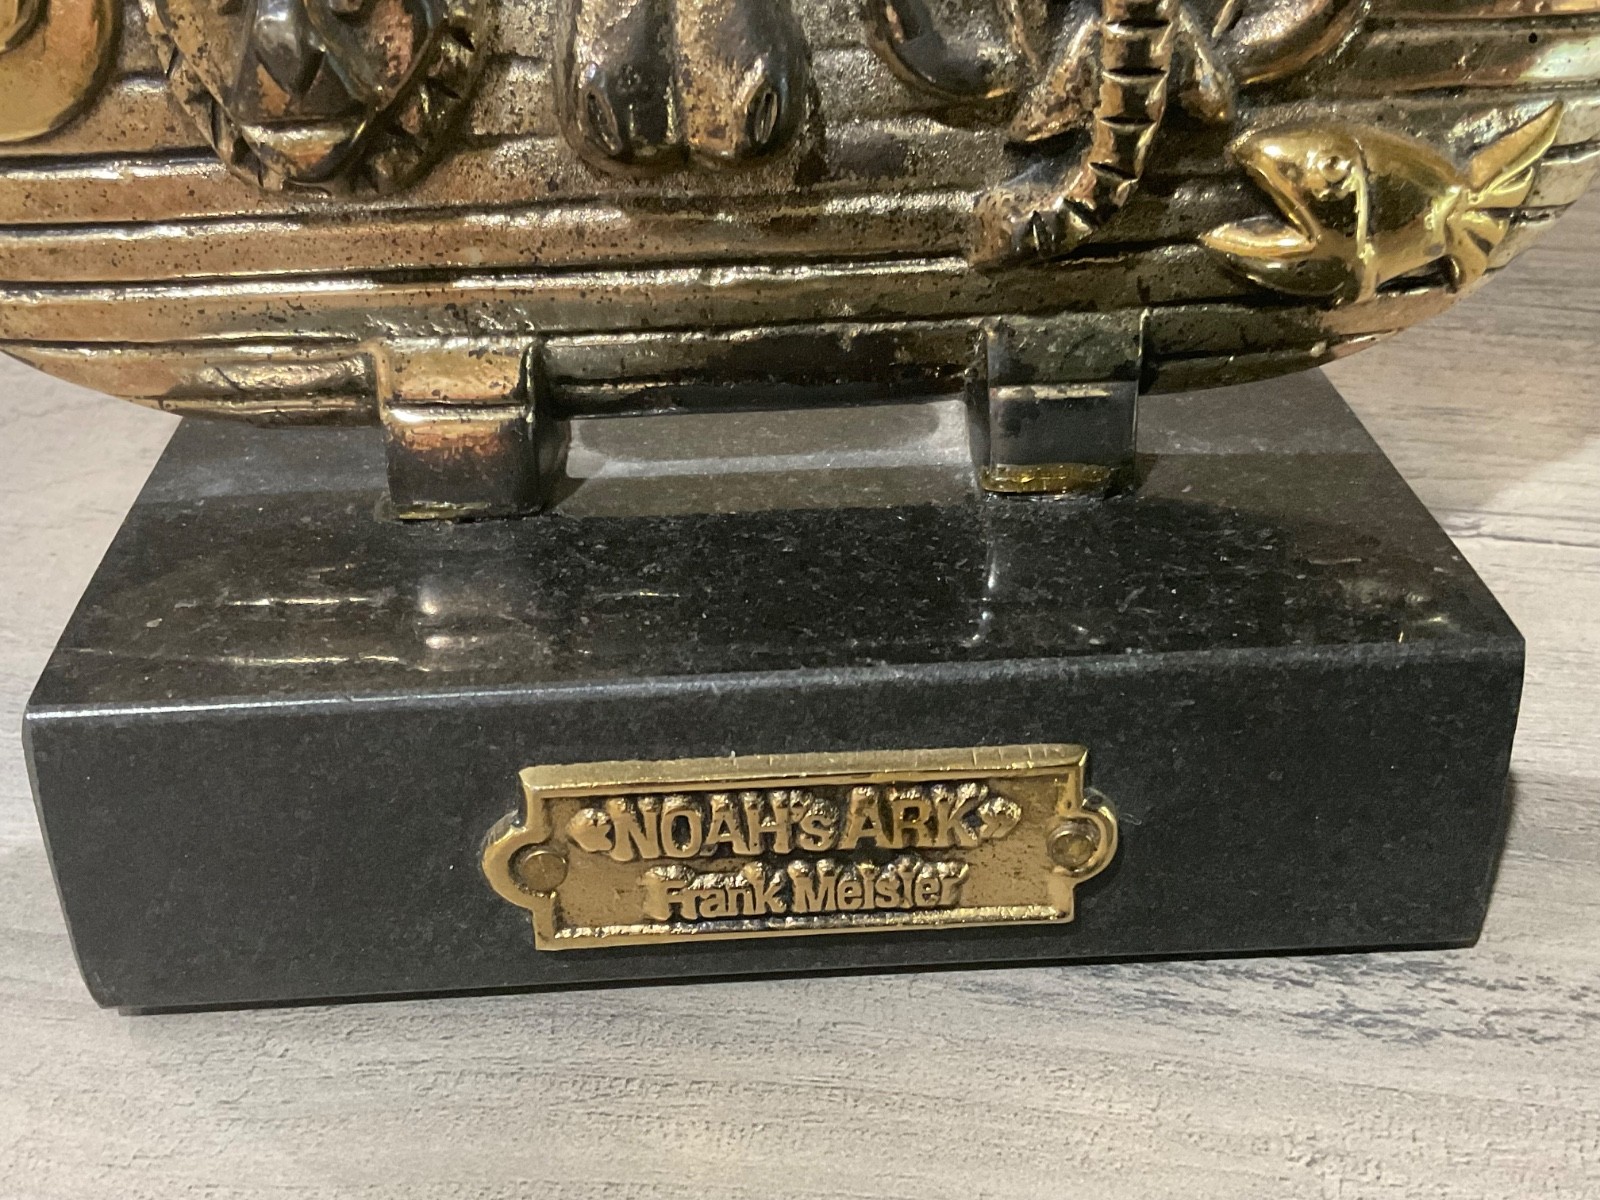 «NOAH's ARK»
Frank Meisler